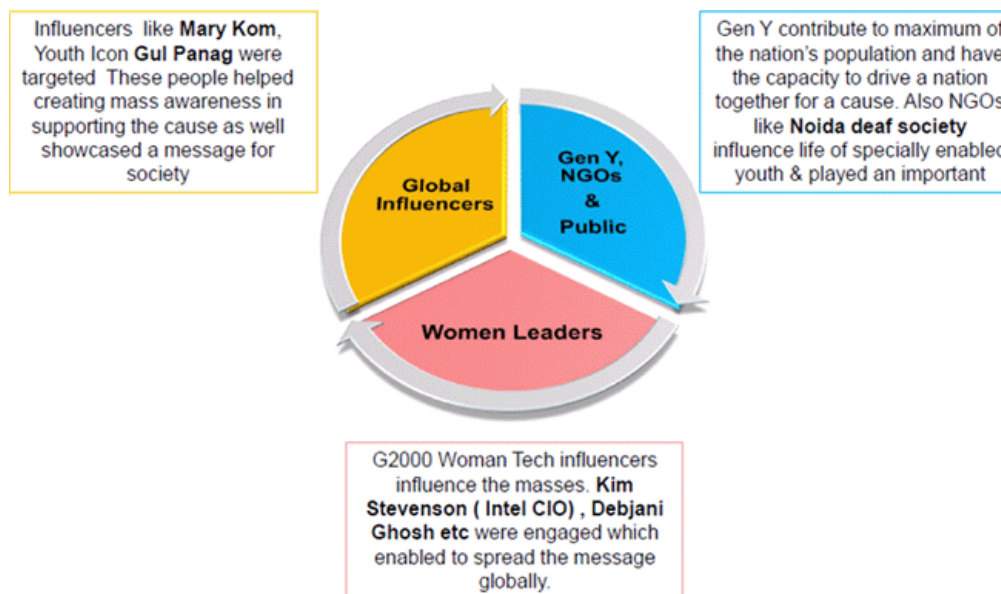 Influencers like Mary Kom,
Youth Icon Gul Panag were
targeted These people helped
creating mass awareness in
supporting the cause as well
showcased a message for
society
Gen Y contribute to maximum of
the nation's population and have
the capacity to drive a nation
together for a cause. Also NGOs
like Noida deaf society
influence life of specially enabled
youth & played an important
Global
Influencers
Gen Y,
NGOs
&
Public
Women Leaders
G2000 Woman Tech influencers
influence the masses. Kim
Stevenson ( Intel CIO) , Debjani
Ghosh etc were engaged which
enabled to spread the message
globally.